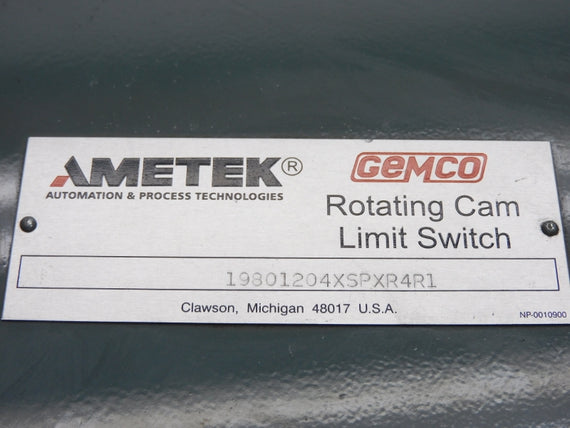 AMETEK®
AUTOMATION & PROCESS TECHNOLOGIES
GEMCO
Rotating Cam
Limit Switch
19801204XSPXR4R1
Clawson, Michigan 48017 U.S.A.
NP-0010900